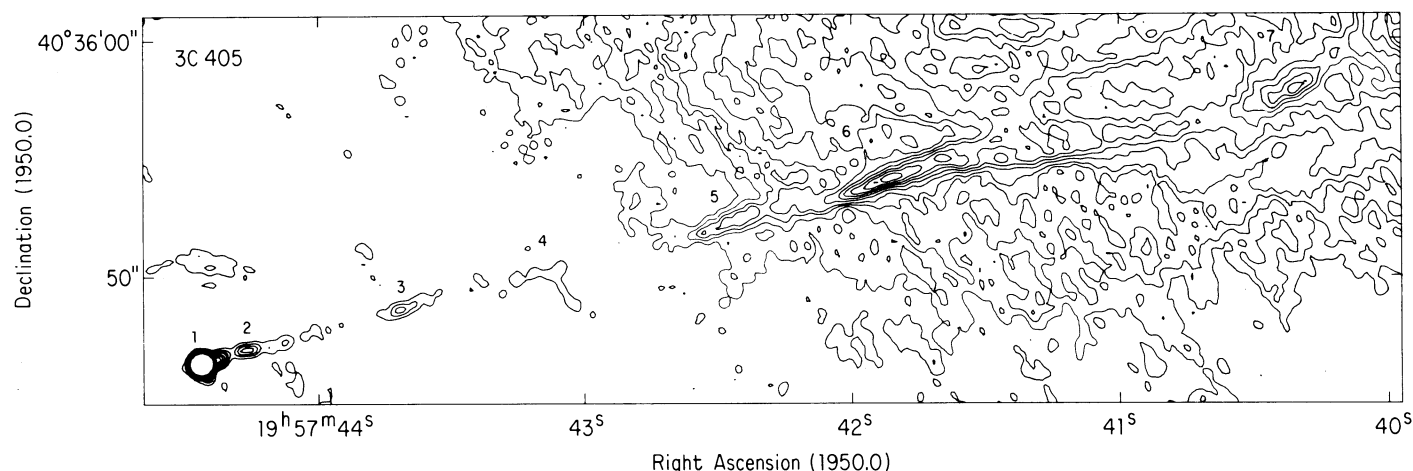 40°36'00"
3C 405
7
6
5
4
50"
3
2
1
Declination (1950.0)
19ʰ57ᵐ44ˢ 43ˢ 42ˢ 41ˢ 40ˢ
Right Ascension (1950.0)